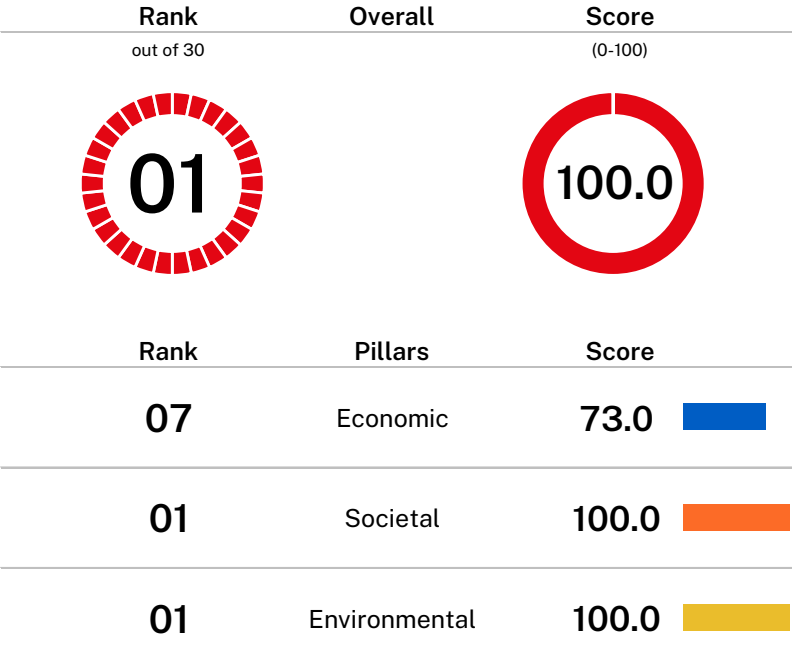 Rank Overall Score
out of 30 (0-100)
01 100.0
Rank Pillars Score
07 Economic 73.0
01 Societal 100.0
01 Environmental 100.0